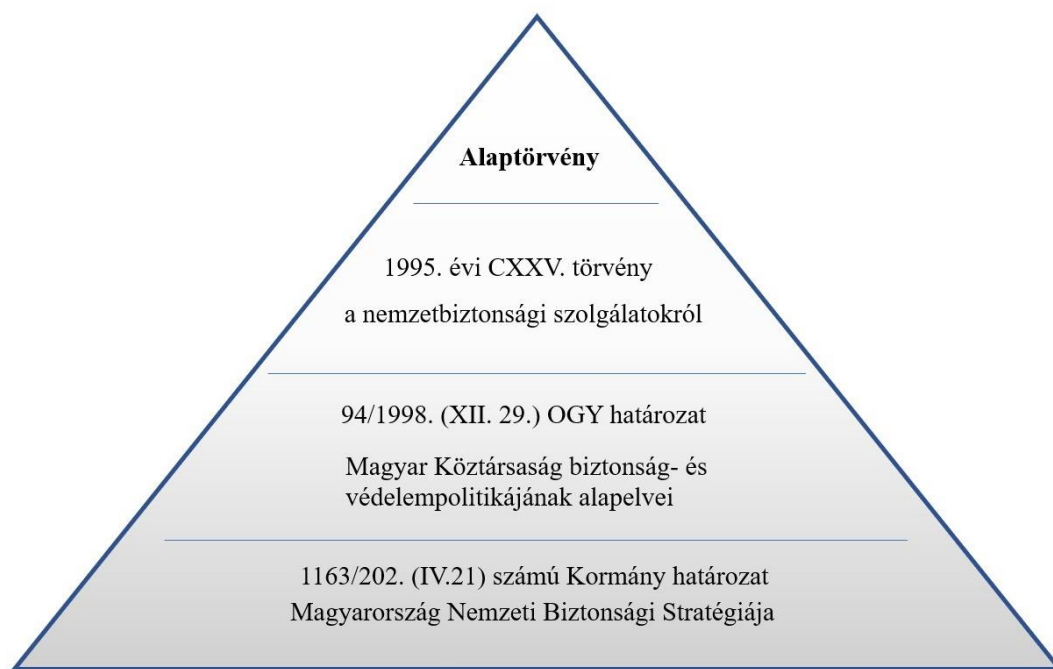 Alaptörvény
1995. évi CXXV. törvény
a nemzetbiztonsági szolgálatokról
94/1998. (XII. 29.) OGY határozat
Magyar Köztársaság biztonság- és
védelempolitikájának alapelvei
1163/202. (IV.21) számú Kormány határozat
Magyarország Nemzeti Biztonsági Stratégiája